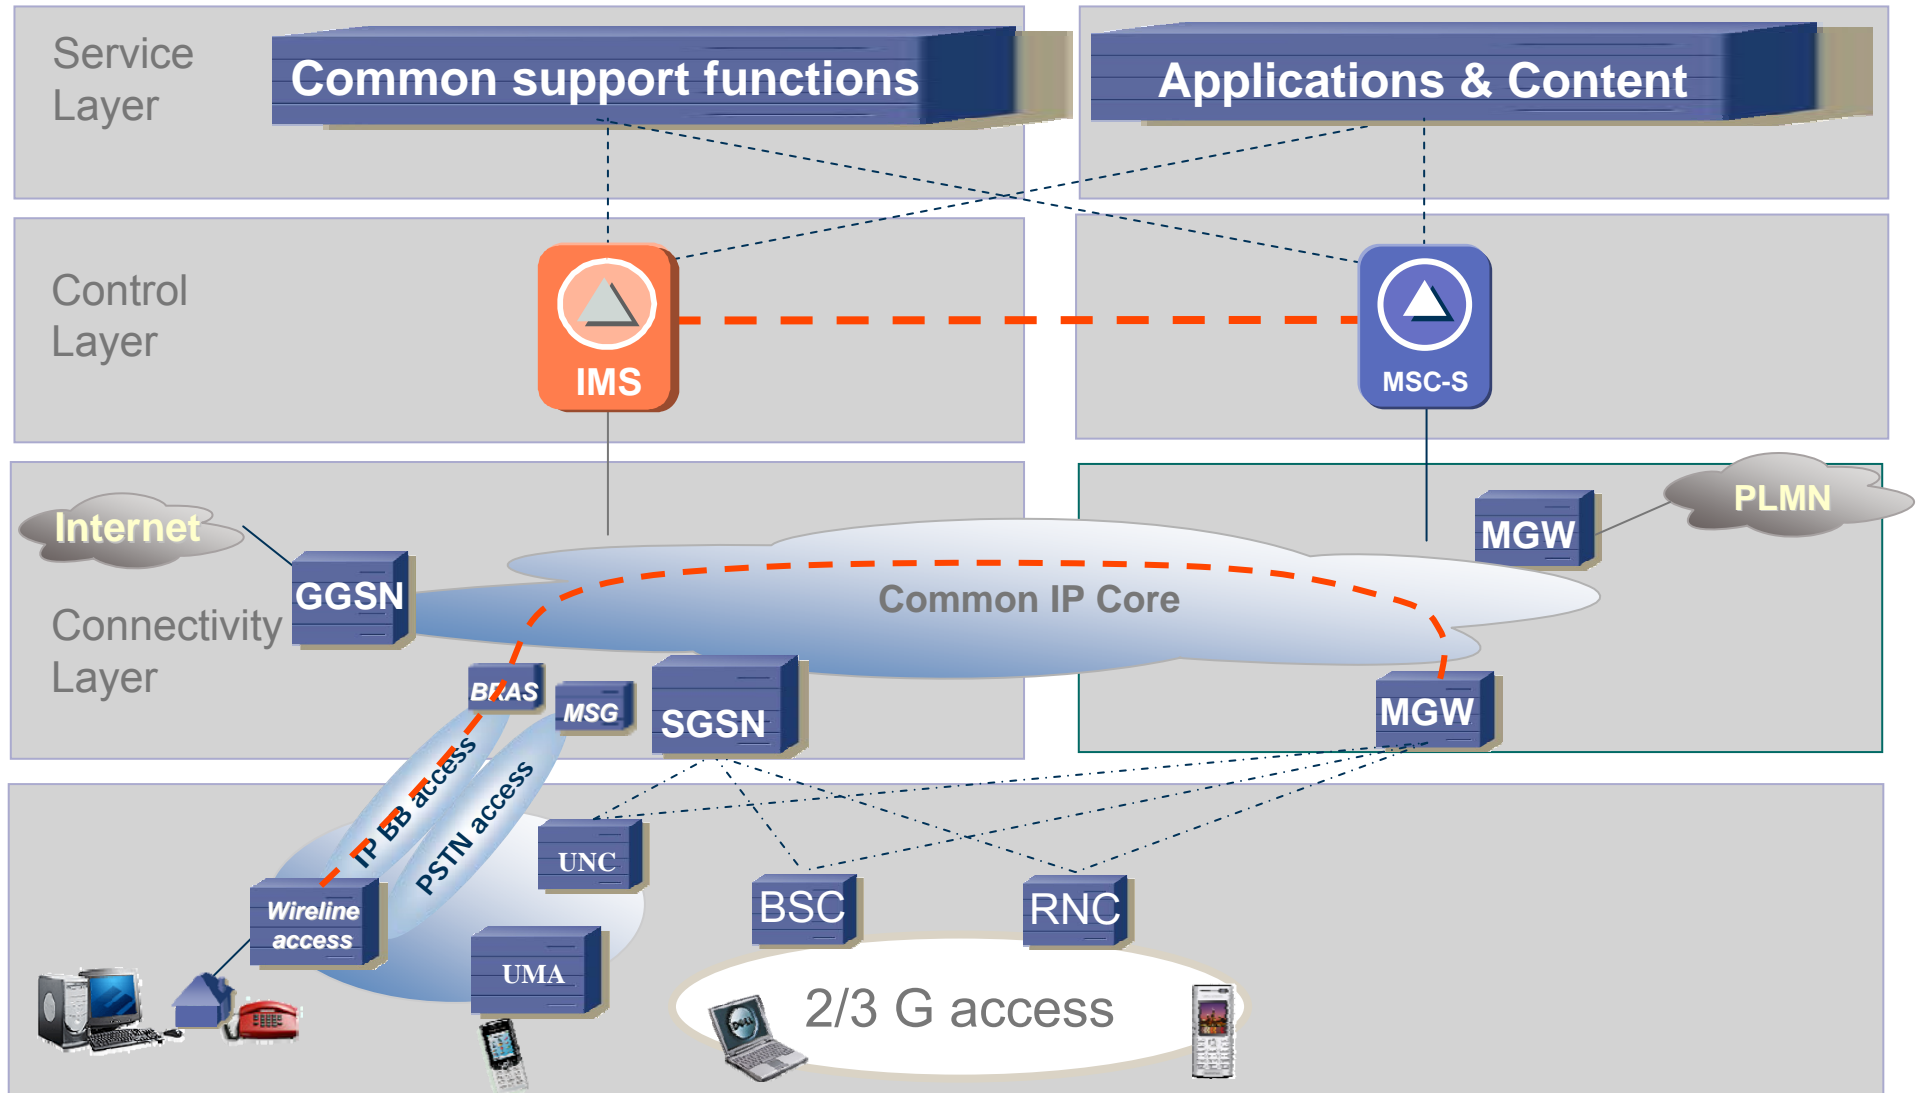 Service
Layer
Common support functions
Applications & Content
Control
Layer
IMS
MSC-S
Internet
GGSN
Common IP Core
MGW
PLMN
Connectivity
Layer
BRAS
MSG
SGSN
MGW
IP BB access
PSTN access
UNC
Wireline
access
UMA
BSC
RNC
2/3 G access
DELL